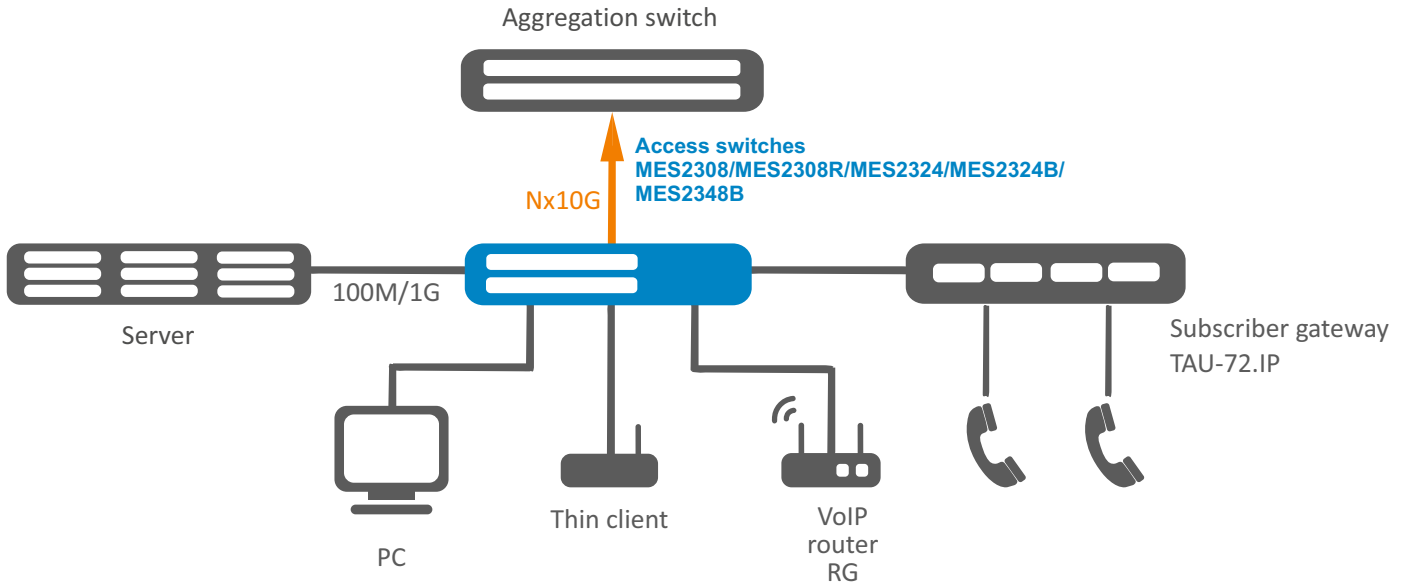 Aggregation switch
Access switches
MES2308/MES2308R/MES2324/MES2324B/
MES2348B
Nx10G
100M/1G
Server
Subscriber gateway
TAU-72.IP
PC
Thin client
VoIP
router
RG